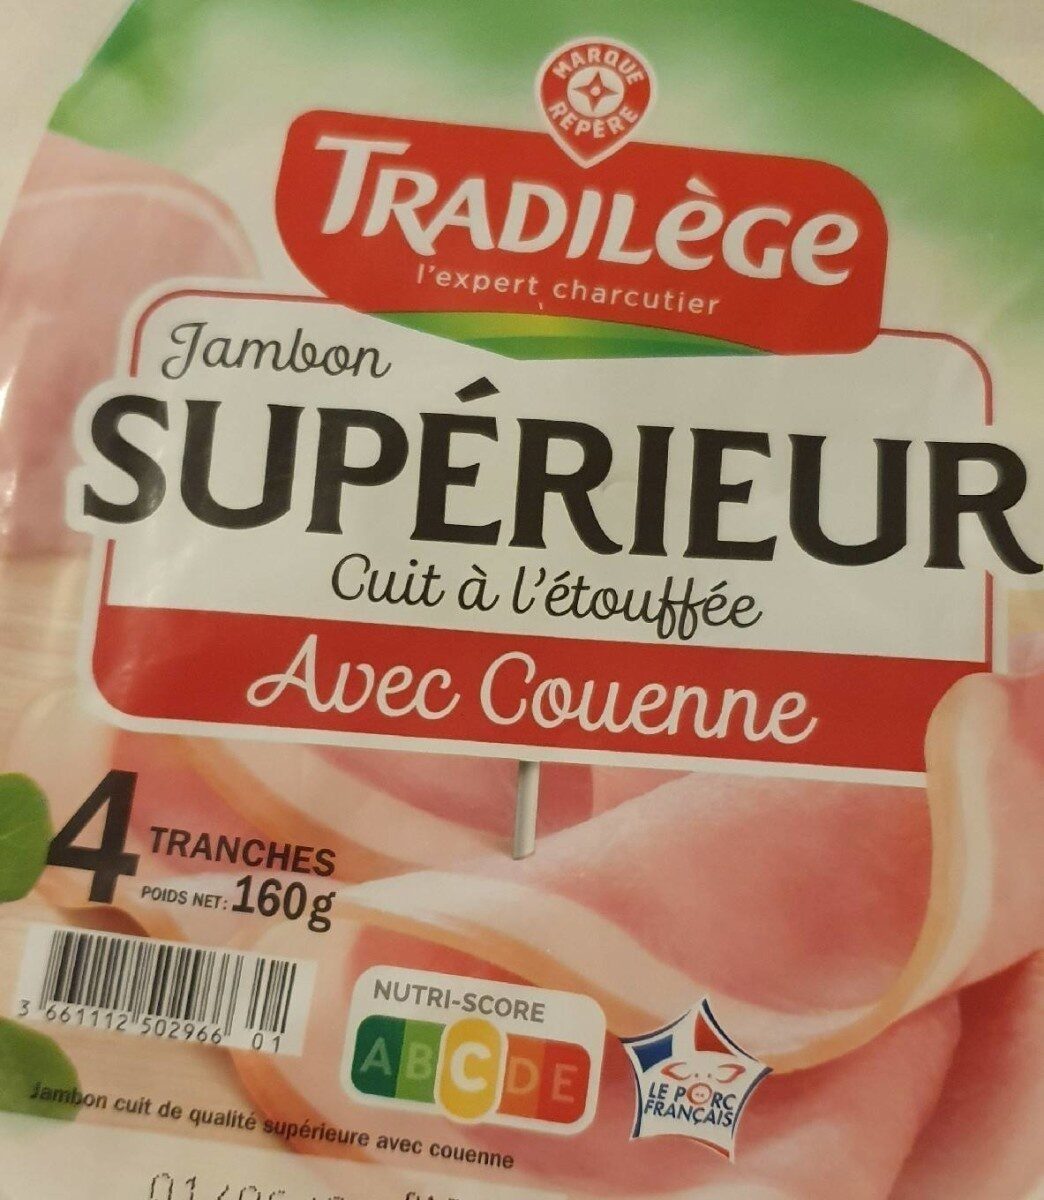 MARQUE
REPÈRE
TRADILÈGE
l'expert charcutier
Jambon
SUPÉRIEUR
Cuit à l'étouffée
Avec Couenne
4 TRANCHES
POIDS NET: 160g
3 661112 502966 01
NUTRI-SCORE
A B C D E
LE PORC
FRANÇAIS
Jambon cuit de qualité supérieure avec couenne